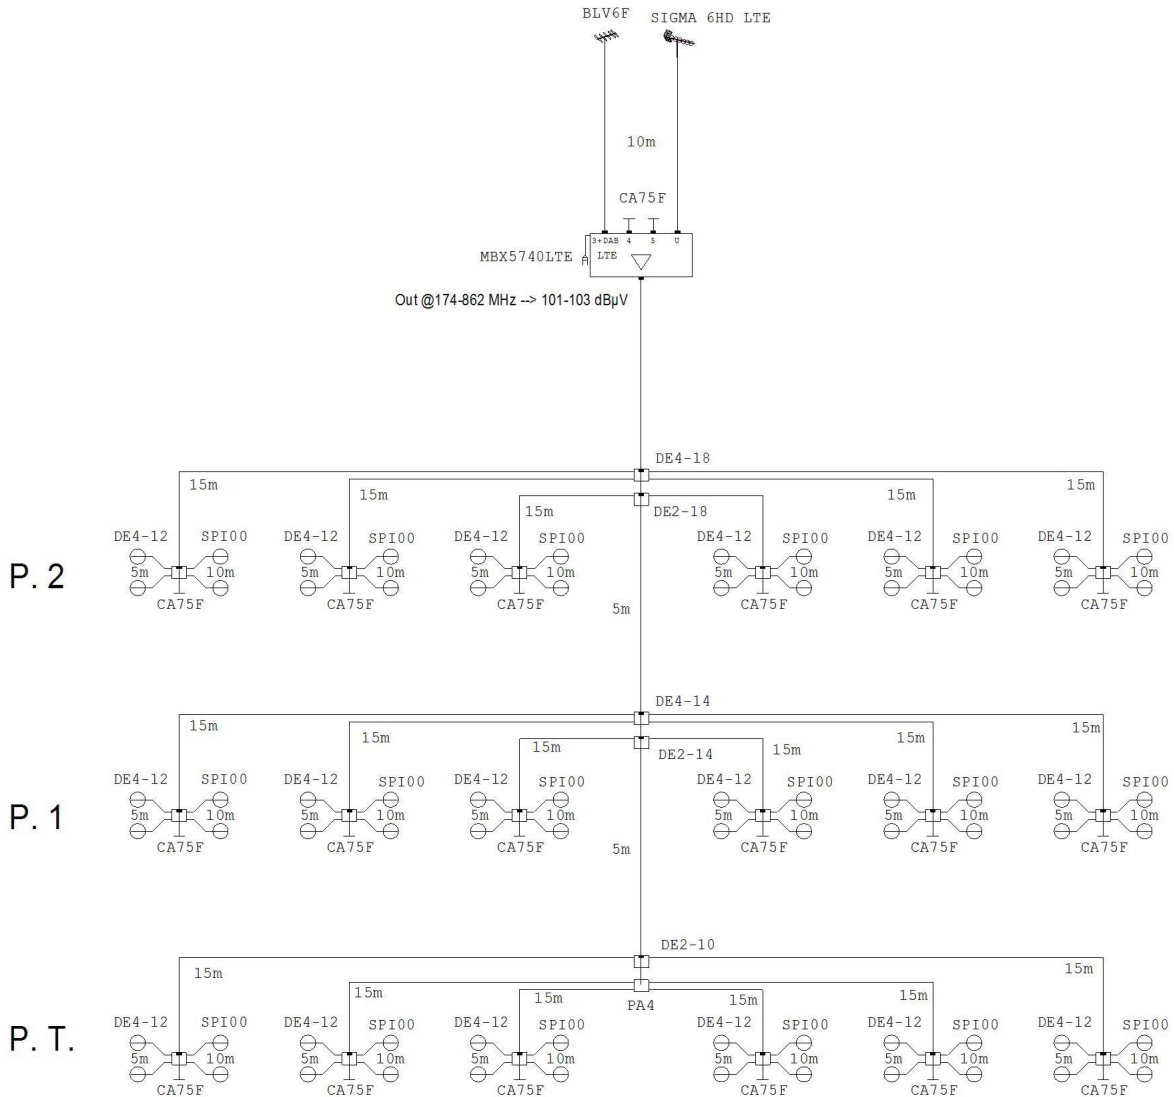 BLV6F SIGMA 6HD LTE
10m
CA75F
3+DAB 4 5 U
MBX5740LTE LTE
Out @174-862 MHz --> 101-103 dBµV
DE4-18
15m 15m 15m 15m 15m
DE2-18
DE4-12 SPI00 DE4-12 SPI00 DE4-12 SPI00 DE4-12 SPI00 DE4-12 SPI00 DE4-12 SPI00
P. 2
5m 10m 5m 10m 5m 10m 5m 10m 5m 10m 5m 10m
CA75F CA75F CA75F CA75F CA75F CA75F
5m
DE4-14
15m 15m 15m 15m 15m 15m
DE2-14
DE4-12 SPI00 DE4-12 SPI00 DE4-12 SPI00 DE4-12 SPI00 DE4-12 SPI00 DE4-12 SPI00
P. 1
5m 10m 5m 10m 5m 10m 5m 10m 5m 10m 5m 10m
CA75F CA75F CA75F CA75F CA75F CA75F
5m
DE2-10
15m 15m 15m 15m 15m 15m
PA4
DE4-12 SPI00 DE4-12 SPI00 DE4-12 SPI00 DE4-12 SPI00 DE4-12 SPI00 DE4-12 SPI00
P. T.
5m 10m 5m 10m 5m 10m 5m 10m 5m 10m 5m 10m
CA75F CA75F CA75F CA75F CA75F CA75F